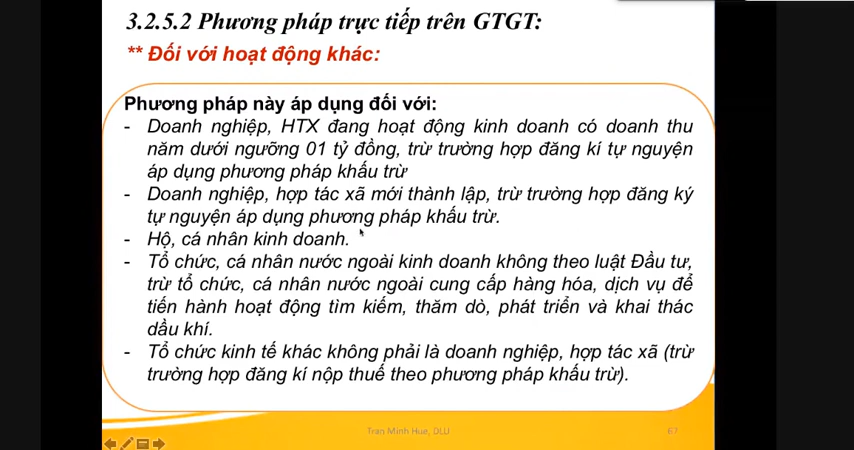 3.2.5.2 Phương pháp trực tiếp trên GTGT:
** Đối với hoạt động khác:
Phương pháp này áp dụng đối với:
- Doanh nghiệp, HTX đang hoạt động kinh doanh có doanh thu
năm dưới ngưỡng 01 tỷ đồng, trừ trường hợp đăng kí tự nguyện
áp dụng phương pháp khấu trừ
- Doanh nghiệp, hợp tác xã mới thành lập, trừ trường hợp đăng ký
tự nguyện áp dụng phương pháp khấu trừ.
- Hộ, cá nhân kinh doanh.
- Tổ chức, cá nhân nước ngoài kinh doanh không theo luật Đầu tư,
trừ tổ chức, cá nhân nước ngoài cung cấp hàng hóa, dịch vụ để
tiến hành hoạt động tìm kiếm, thăm dò, phát triển và khai thác
dầu khí.
- Tổ chức kinh tế khác không phải là doanh nghiệp, hợp tác xã (trừ
trường hợp đăng kí nộp thuế theo phương pháp khấu trừ).
Trần Minh Hue, DLU